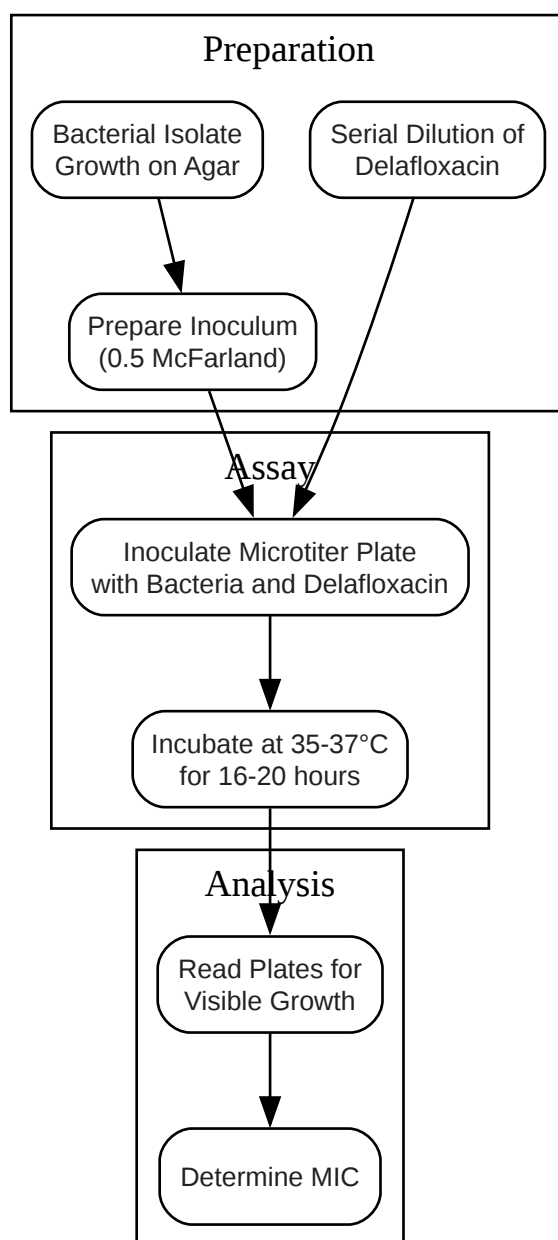 Preparation
Bacterial Isolate
Growth on Agar
Serial Dilution of
Delafloxacin
Prepare Inoculum
(0.5 McFarland)
Assay
Inoculate Microtiter Plate
with Bacteria and Delafloxacin
Incubate at 35-37°C
for 16-20 hours
Analysis
Read Plates for
Visible Growth
Determine MIC